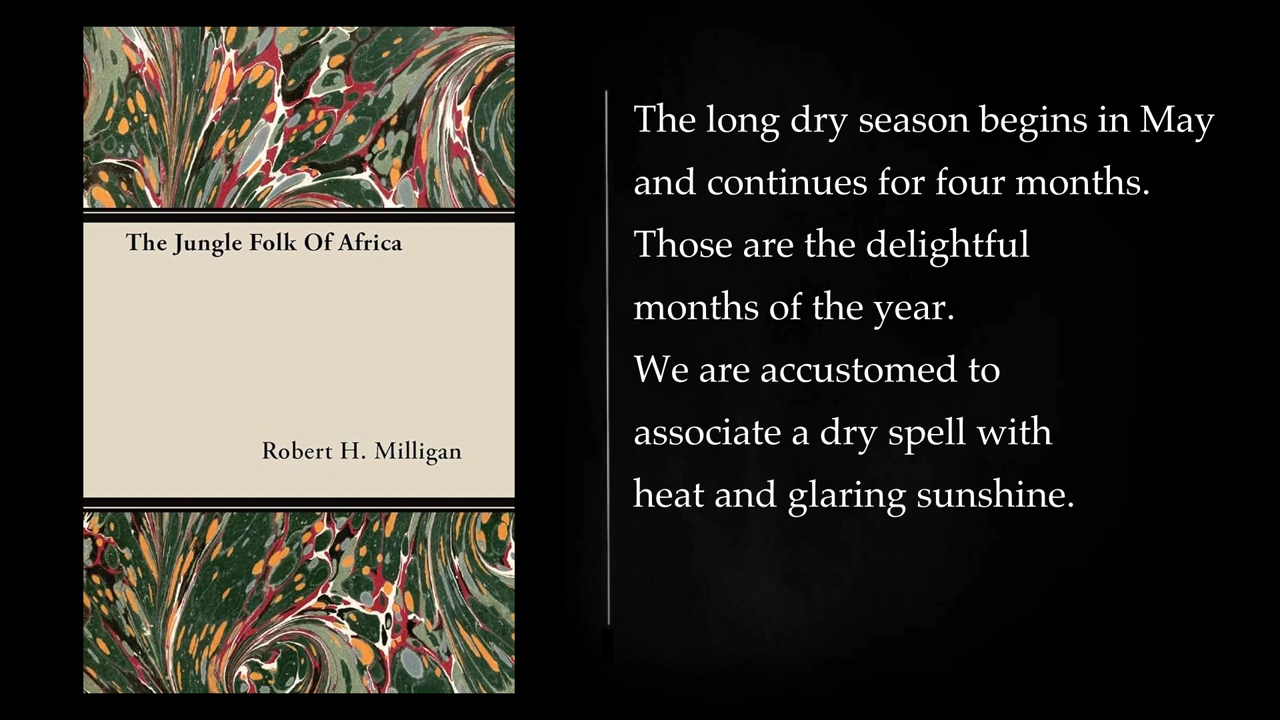 The Jungle Folk Of Africa
Robert H. Milligan
The long dry season begins in May
and continues for four months.
Those are the delightful
months of the year.
We are accustomed to
associate a dry spell with
heat and glaring sunshine.